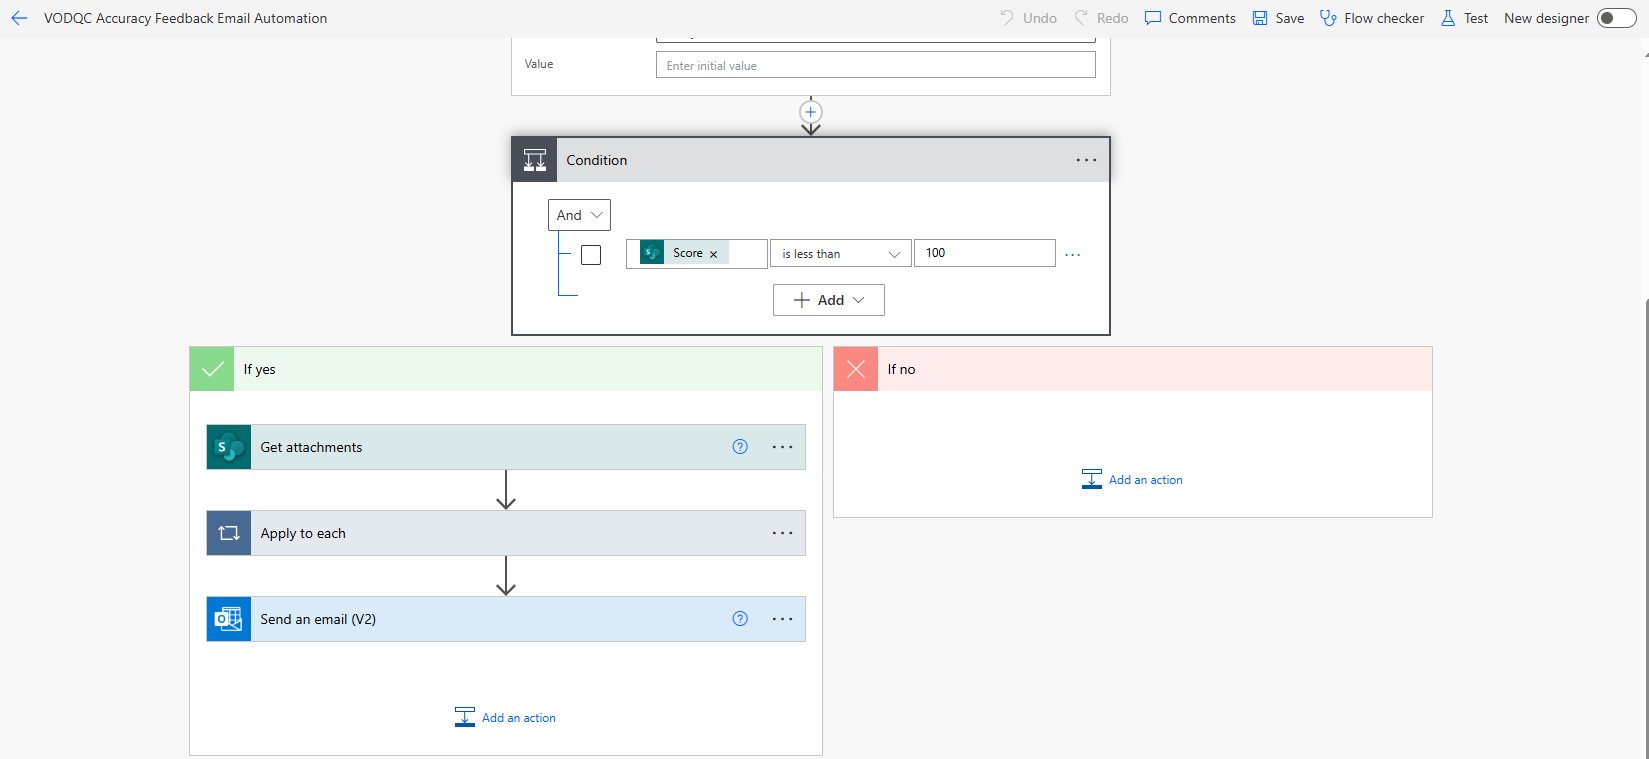 VODQC Accuracy Feedback Email Automation
Undo
Redo
Comments
Save
Flow checker
Test
New designer
Value
Enter initial value
Condition
And
Score
is less than
100
Add
If yes
If no
Get attachments
Add an action
Apply to each
Send an email (V2)
Add an action